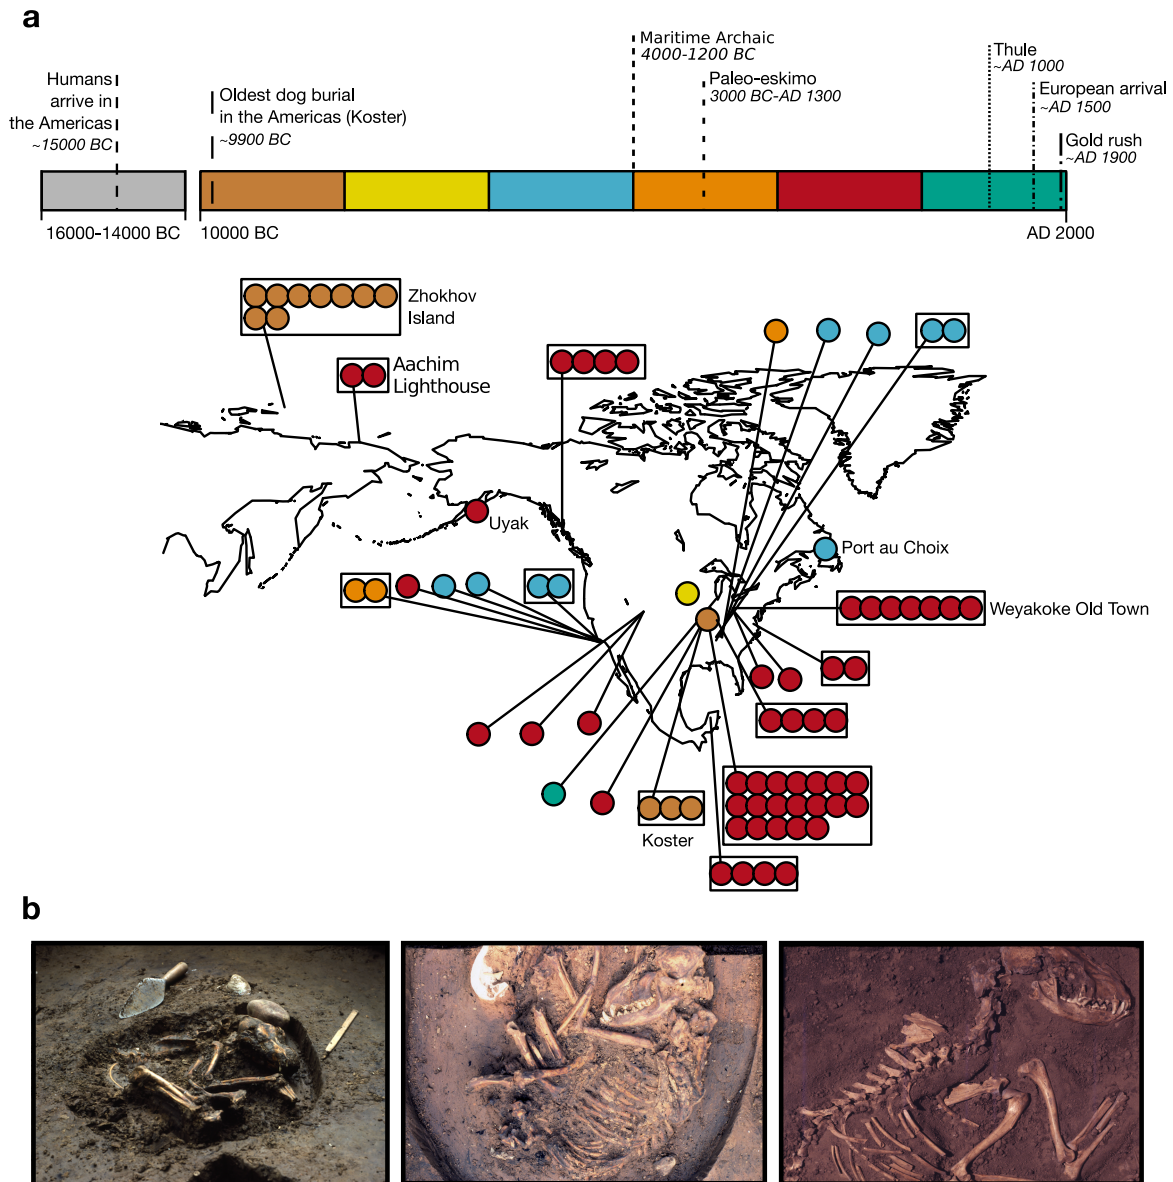 a
Humans
arrive in
the Americas
~15000 BC
Oldest dog burial
in the Americas (Koster)
~9900 BC
Maritime Archaic
4000-1200 BC
Paleo-eskimo
3000 BC-AD 1300
Thule
~AD 1000
European arrival
~AD 1500
Gold rush
~AD 1900
16000-14000 BC
10000 BC
AD 2000
Zhokhov
Island
Aachim
Lighthouse
Uyak
Port au Choix
Weyakoke Old Town
Koster
b